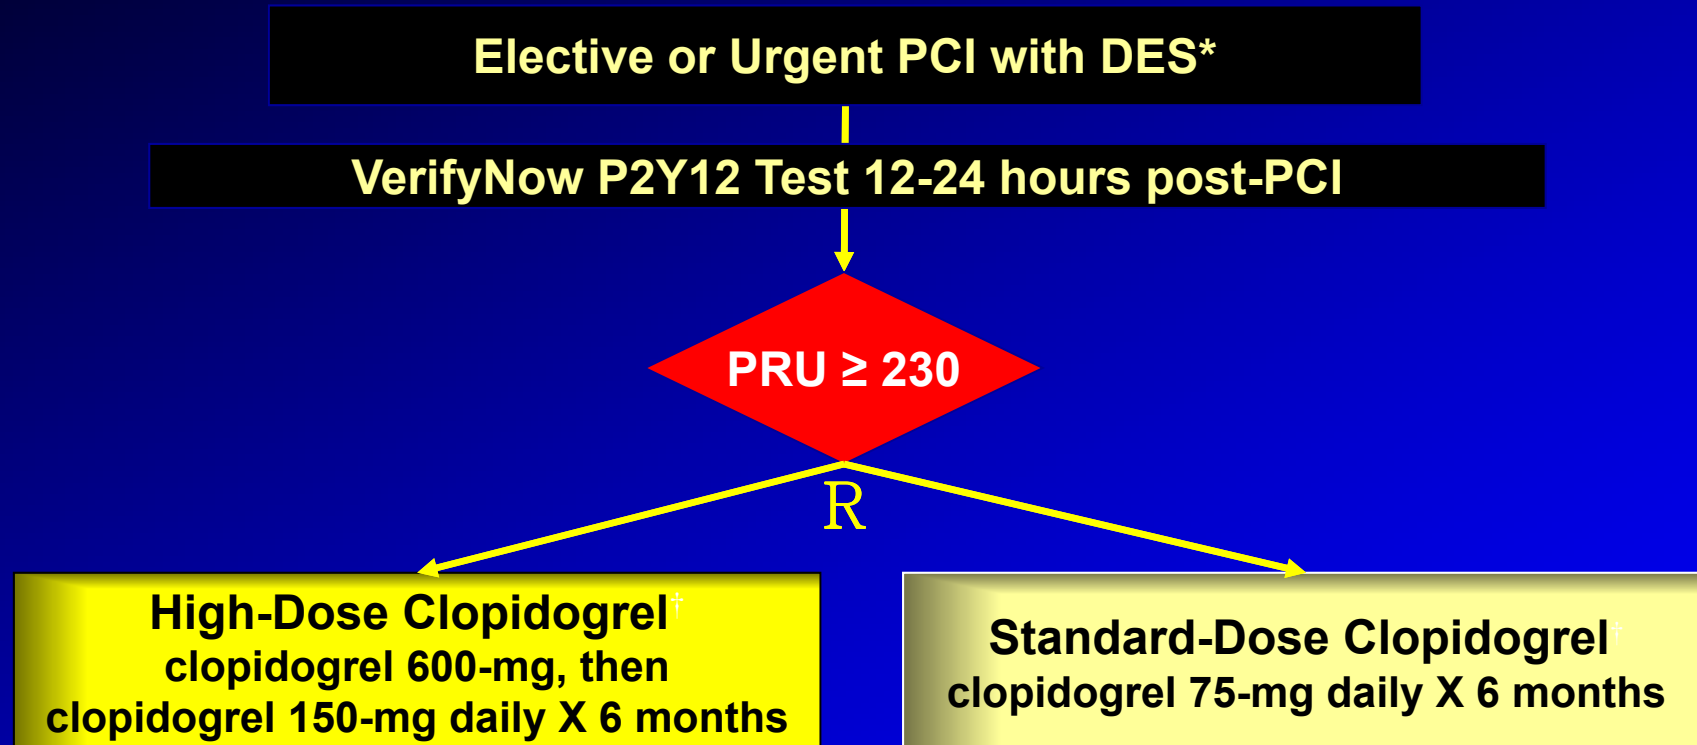 Elective or Urgent PCI with DES*
VerifyNow P2Y12 Test 12-24 hours post-PCI
PRU ≥ 230
R
High-Dose Clopidogrel†
clopidogrel 600-mg, then
clopidogrel 150-mg daily X 6 months
Standard-Dose Clopidogrel†
clopidogrel 75-mg daily X 6 months